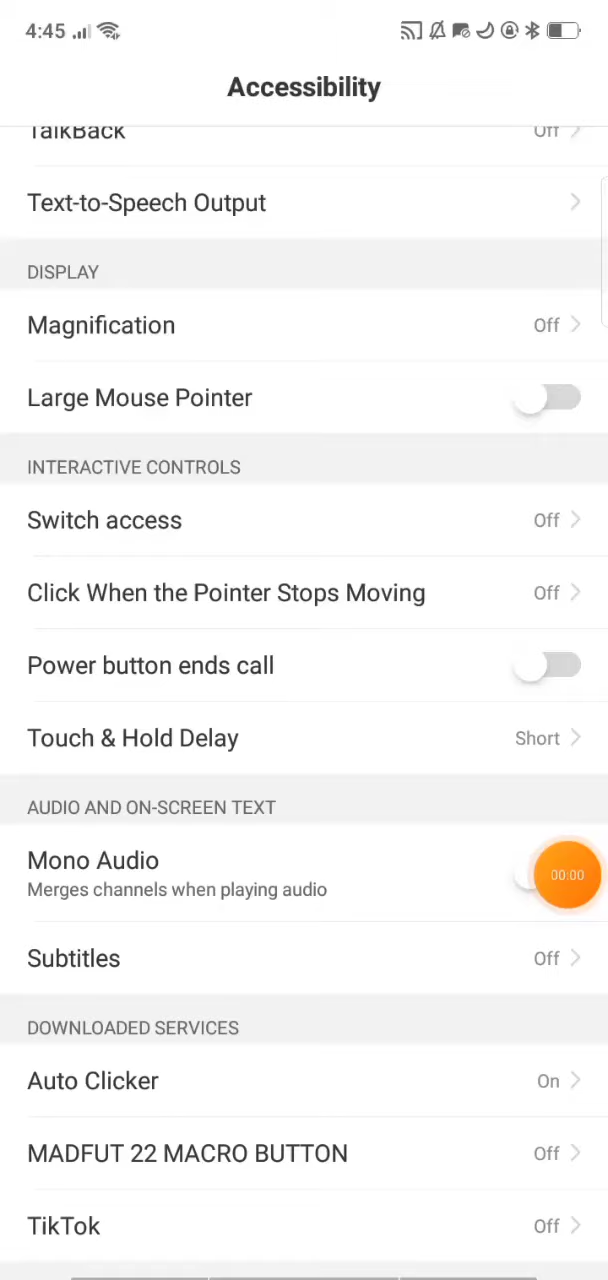 4:45
Accessibility
TalkBack Off
Text-to-Speech Output
DISPLAY
Magnification Off
Large Mouse Pointer
INTERACTIVE CONTROLS
Switch access Off
Click When the Pointer Stops Moving Off
Power button ends call
Touch & Hold Delay Short
AUDIO AND ON-SCREEN TEXT
Mono Audio
00:00
Merges channels when playing audio
Subtitles Off
DOWNLOADED SERVICES
Auto Clicker On
MADFUT 22 MACRO BUTTON Off
TikTok Off